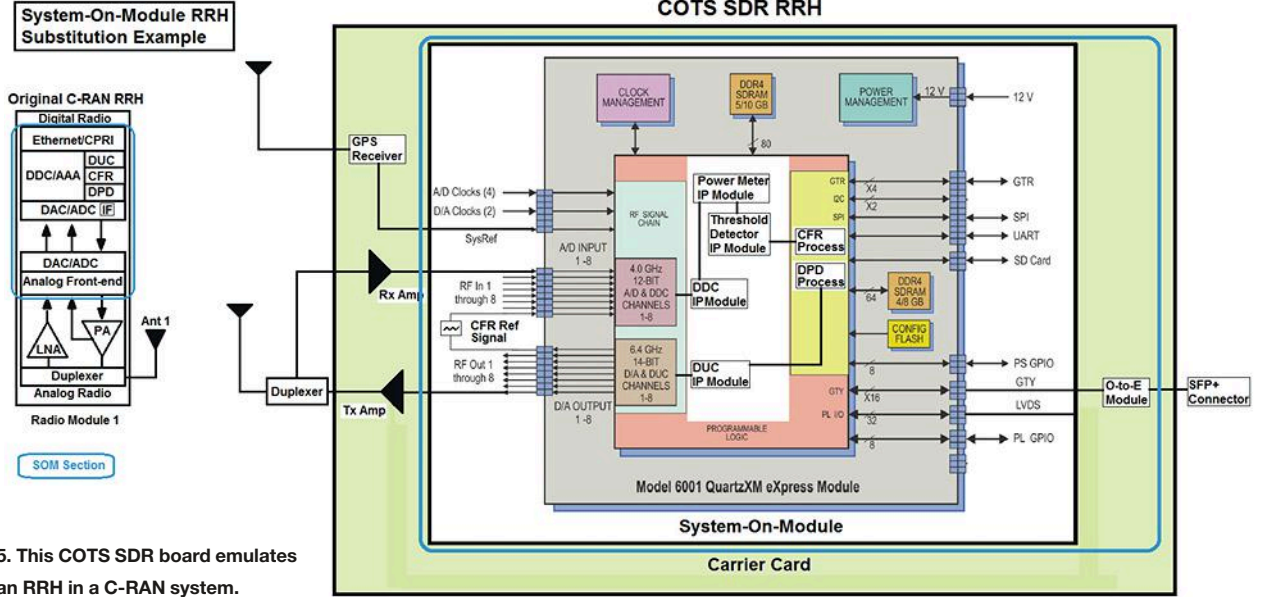 System-On-Module RRH
Substitution Example
COTS SDR RRH
Original C-RAN RRH
Digital Radio
Ethernet/CPRI
DDC/AAA
DUC
CFR
DPD
DAC/ADC IF
DAC/ADC
Analog Front-end
LNA
PA
Duplexer
Analog Radio
Radio Module 1
Ant 1
SOM Section
GPS
Receiver
Rx Amp
Duplexer
Tx Amp
A/D Clocks (4)
D/A Clocks (2)
SysRef
A/D INPUT
1 -8
RF In 1
through 8
CFR Ref
Signal
RF Out 1
through 8
D/A OUTPUT
1 -8
CLOCK
MANAGEMENT
DDR4
SDRAM
5/10 GB
POWER
MANAGEMENT
12 V
12 V
80
RF SIGNAL
CHAIN
4.0 GHz
12-BIT
A/D & DDC
CHANNELS
1-8
6.4 GHz
14-BIT
D/A & DUC
CHANNELS
1-8
Power Meter
IP Module
Threshold
Detector
IP Module
DDC
IPModule
DUC
IP Module
CFR
Process
DPD
Process
GTR
X4
I2C
X2
SPI
GTR
SPI
UART
SD Card
DDR4
SDRAM
4/8 GB
64
CONFIG
FLASH
8
PS GPIO
GTY
X16
GTY
PL I/O
32
LVDS
8
PL GPIO
PROGRAMMABLE
LOGIC
O-to-E
Module
SFP+
Connector
Model 6001 QuartzXM eXpress Module
System-On-Module
Carrier Card
5. This COTS SDR board emulates
an RRH in a C-RAN system.